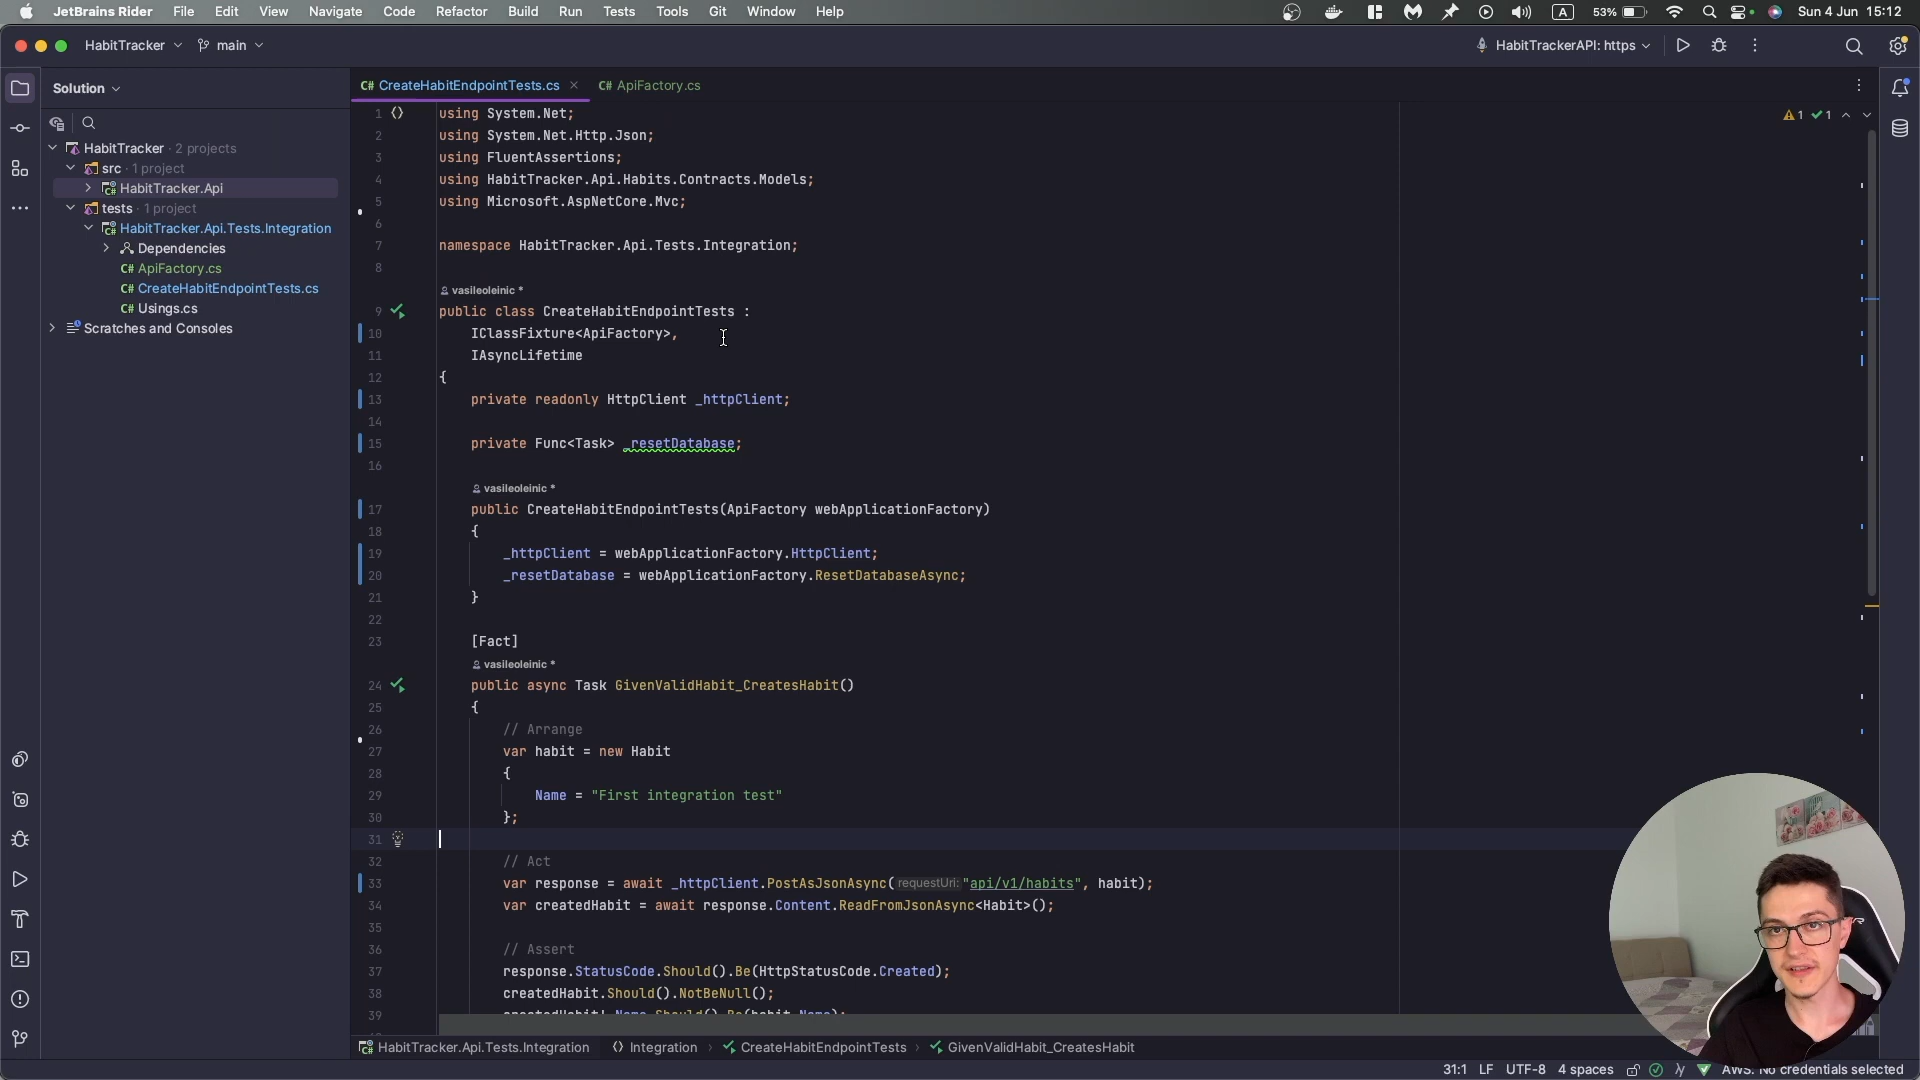 JetBrains Rider File Edit View Navigate Code Refactor Build Run Tests Tools Git Window Help A 53% Sun 4 Jun 15:12
HabitTracker main HabitTrackerAPI: https
Solution
C# CreateHabitEndpointTests.cs C# ApiFactory.cs
HabitTracker · 2 projects
src · 1 project
HabitTracker.Api
tests · 1 project
HabitTracker.Api.Tests.Integration
Dependencies
C# ApiFactory.cs
C# CreateHabitEndpointTests.cs
C# Usings.cs
Scratches and Consoles
1 1
1 using System.Net;
2 using System.Net.Http.Json;
3 using FluentAssertions;
4 using HabitTracker.Api.Habits.Contracts.Models;
5 using Microsoft.AspNetCore.Mvc;
6
7 namespace HabitTracker.Api.Tests.Integration;
8
vasileoleinic *
9 public class CreateHabitEndpointTests :
10 IClassFixture<ApiFactory>,
11 IAsyncLifetime
12 {
13 private readonly HttpClient _httpClient;
14
15 private Func<Task> _resetDatabase;
16
vasileoleinic *
17 public CreateHabitEndpointTests(ApiFactory webApplicationFactory)
18 {
19 _httpClient = webApplicationFactory.HttpClient;
20 _resetDatabase = webApplicationFactory.ResetDatabaseAsync;
21 }
22
23 [Fact]
vasileoleinic *
24 public async Task GivenValidHabit_CreatesHabit()
25 {
26 // Arrange
27 var habit = new Habit
28 {
29 Name = "First integration test"
30 };
31
32 // Act
33 var response = await _httpClient.PostAsJsonAsync( requestUri: "api/v1/habits", habit);
34 var createdHabit = await response.Content.ReadFromJsonAsync<Habit>();
35
36 // Assert
37 response.StatusCode.Should().Be(HttpStatusCode.Created);
38 createdHabit.Should().NotBeNull();
39 createdHabit!.Name.Should().Be(habit.Name);
HabitTracker.Api.Tests.Integration Integration CreateHabitEndpointTests GivenValidHabit_CreatesHabit
31:1 LF UTF-8 4 spaces AWS: No credentials selected